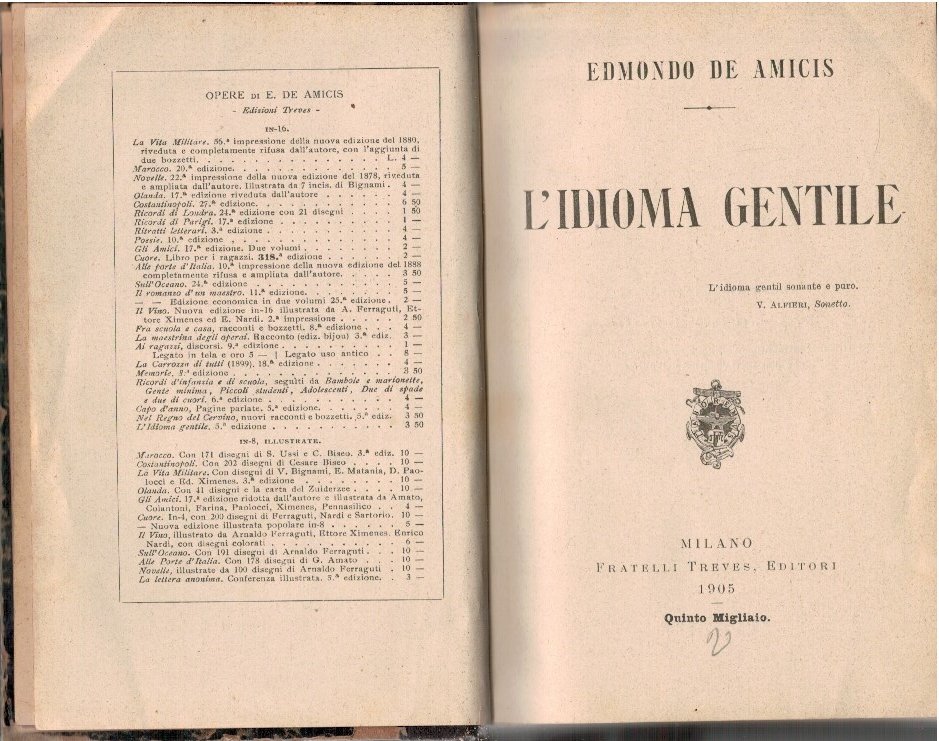 OPERE DI E. DE AMICIS
- Edizioni Treves -
IN-16.
La Vita Militare. 56.ª impressione della nuova edizione del 1880,
riveduta e completamente rifusa dall'autore, con l'aggiunta di
due bozzetti. . . . . . . . . . . . . . . . . L. 4 —
Marocco. 20.ª edizione. . . . . . . . . . . . . . . 5 —
Novelle. 22.ª impressione della nuova edizione del 1878, riveduta
e ampliata dall'autore. Illustrata da 7 incis. di Bignami . 4 —
Olanda. 17.ª edizione riveduta dall'autore . . . . . . . 4 —
Costantinopoli. 27.ª edizione. . . . . . . . . . . . . 6 50
Ricordi di Londra. 24.ª edizione con 21 disegni . . . . . 1 50
Ricordi di Parigi. 17.ª edizione . . . . . . . . . . . 1 —
Ritratti letterari. 3.ª edizione . . . . . . . . . . . . 4 —
Poesie. 10.ª edizione . . . . . . . . . . . . . . . 4 —
Gli Amici. 17.ª edizione. Due volumi . . . . . . . . . 2 —
Cuore. Libro per i ragazzi. 318.ª edizione . . . . . . . 2 —
Alle porte d'Italia. 10.ª impressione della nuova edizione del 1888
completamente rifusa e ampliata dall'autore. . . . . . 3 50
Sull'Oceano. 24.ª edizione . . . . . . . . . . . . . 5 —
Il romanzo d'un maestro. 11.ª edizione. . . . . . . . . 5 —
— — Edizione economica in due volumi 25.ª edizione. . 2 —
Il Vino. Nuova edizione in-16 illustrata da A. Ferraguti, Et-
tore Ximenes ed E. Nardi. 2.ª impressione . . . . . . 2 50
Fra scuola e casa, racconti e bozzetti. 8.ª edizione . . . 4 —
La maestrina degli operai. Racconto (ediz. bijou) 3.ª ediz. 3 —
Ai ragazzi, discorsi. 9.ª edizione . . . . . . . . . . . 1 —
Legato in tela e oro 5 — | Legato uso antico . . 8 —
La Carrozza di tutti (1899). 18.ª edizione . . . . . . . 4 —
Memorie. 3.ª edizione . . . . . . . . . . . . . . . 3 50
Ricordi d'infanzia e di scuola, seguiti da Bambole e marionette,
Gente minima, Piccoli studenti, Adolescenti, Due di spade
e due di cuori. 6.ª edizione . . . . . . . . . . . . 4 —
Capo d'anno, Pagine parlate. 5.ª edizione. . . . . . . . 4 —
Nel Regno del Cervino, nuovi racconti e bozzetti. 5.ª ediz. 3 50
L'Idioma gentile. 5.ª edizione . . . . . . . . . . . . 3 50
IN-8, ILLUSTRATE.
Marocco. Con 171 disegni di S. Ussi e C. Biseo. 3.ª ediz. 10 —
Costantinopoli. Con 202 disegni di Cesare Biseo . . . . 10 —
La Vita Militare. Con disegni di V. Bignami, E. Matania, D. Pao-
locci e Ed. Ximenes. 3.ª edizione . . . . . . . . . 10 —
Olanda. Con 41 disegni e la carta del Zuiderzee . . . . 10 —
Gli Amici. 17.ª edizione ridotta dall'autore e illustrata da Amato,
Colantoni, Farina, Paolocci, Ximenes, Pennasilico . . 4 —
Cuore. In-4, con 200 disegni di Ferraguti, Nardi e Sartorio. 10 —
— Nuova edizione illustrata popolare in-8 . . . . . . 5 —
Il Vino, illustrato da Arnaldo Ferraguti, Ettore Ximenes. Enrico
Nardi, con disegni colorati . . . . . . . . . . . . 6 —
Sull'Oceano. Con 191 disegni di Arnaldo Ferraguti. . . 10 —
Alle Porte d'Italia. Con 178 disegni di G. Amato . . . 10 —
Novelle, illustrate da 100 disegni di Arnaldo Ferraguti . 10 —
La lettera anonima. Conferenza illustrata. 5.ª edizione. . 3 —
EDMONDO DE AMICIS
L'IDIOMA GENTILE
L'idioma gentil sonante e puro.
V. ALFIERI, Sonetto.
MILANO
FRATELLI TREVES, EDITORI
1905
Quinto Migliaio.